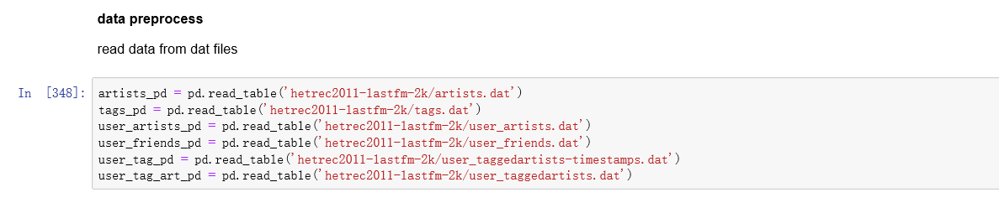 data preprocess
read data from dat files
In [348]: artists_pd = pd.read_table('hetrec2011-lastfm-2k/artists.dat')
tags_pd = pd.read_table('hetrec2011-lastfm-2k/tags.dat')
user_artists_pd = pd.read_table('hetrec2011-lastfm-2k/user_artists.dat')
user_friends_pd = pd.read_table('hetrec2011-lastfm-2k/user_friends.dat')
user_tag_pd = pd.read_table('hetrec2011-lastfm-2k/user_taggedartists-timestamps.dat')
user_tag_art_pd = pd.read_table('hetrec2011-lastfm-2k/user_taggedartists.dat')